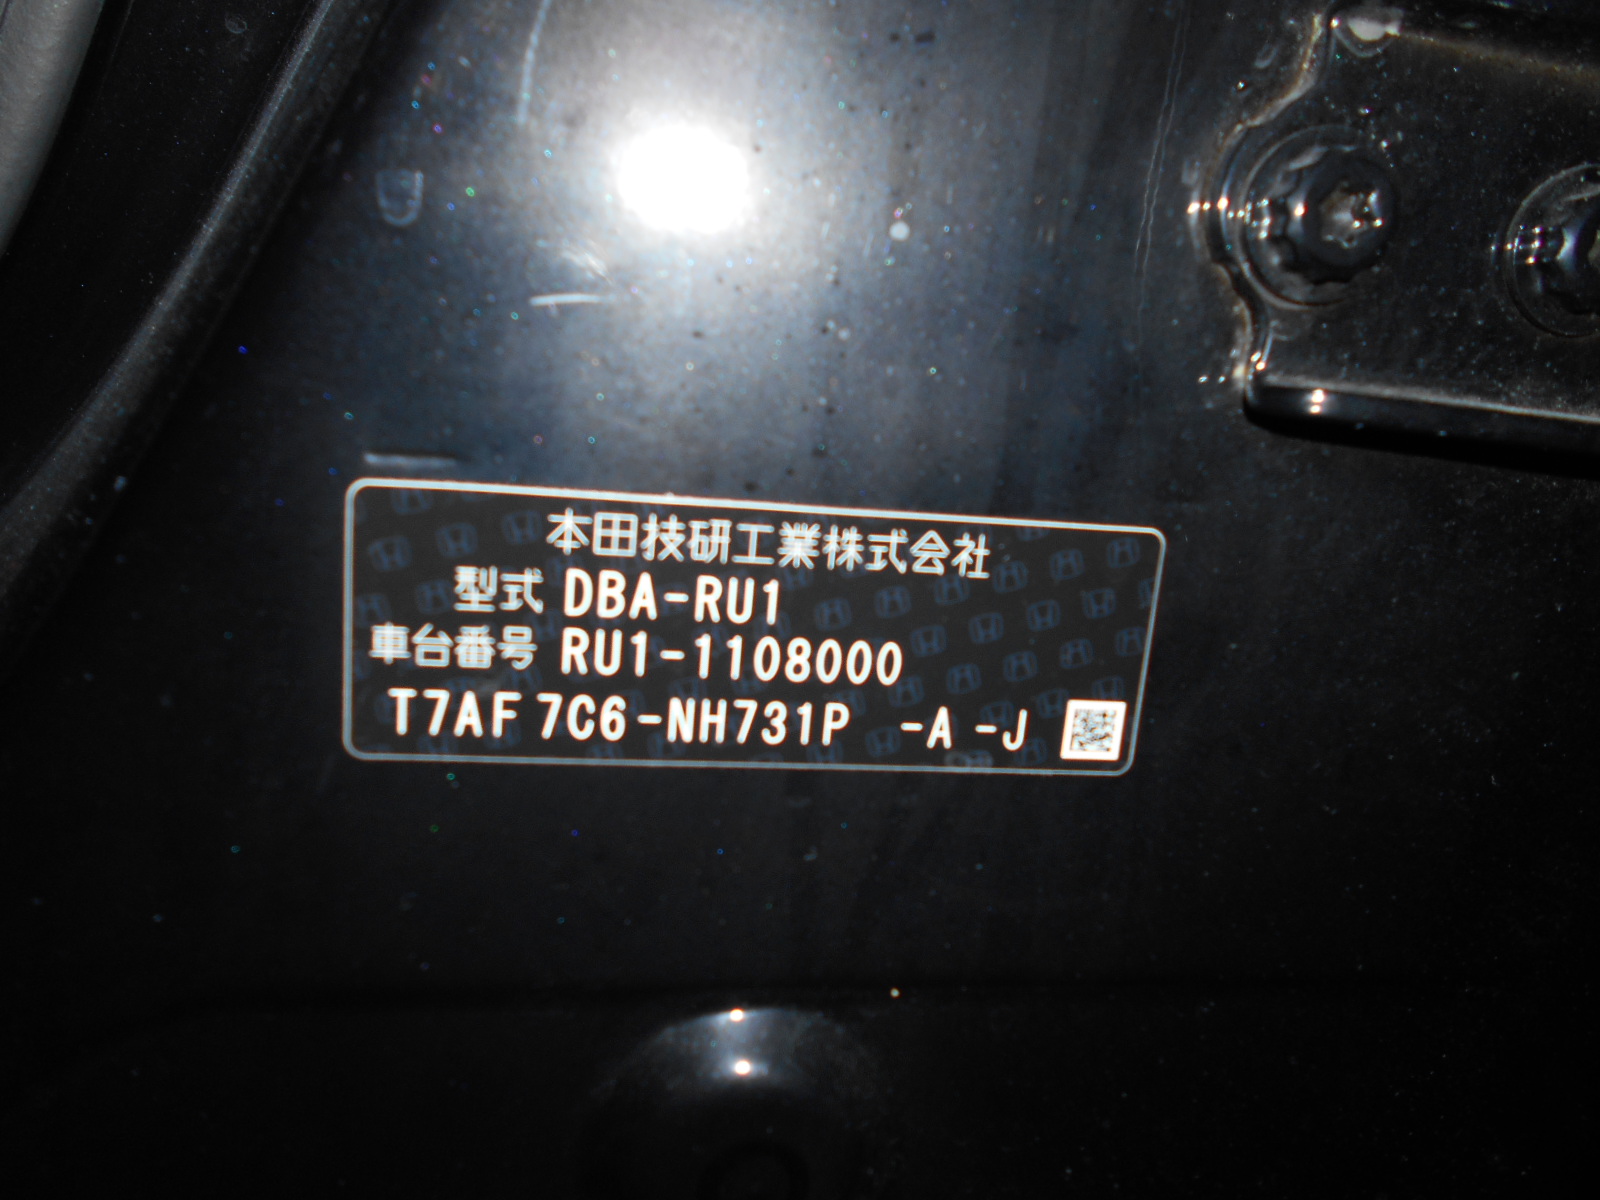 本田技研工業株式会社
型式 DBA-RU1
車台番号 RU1-1108000
T7AF 7C6-NH731P -A -J